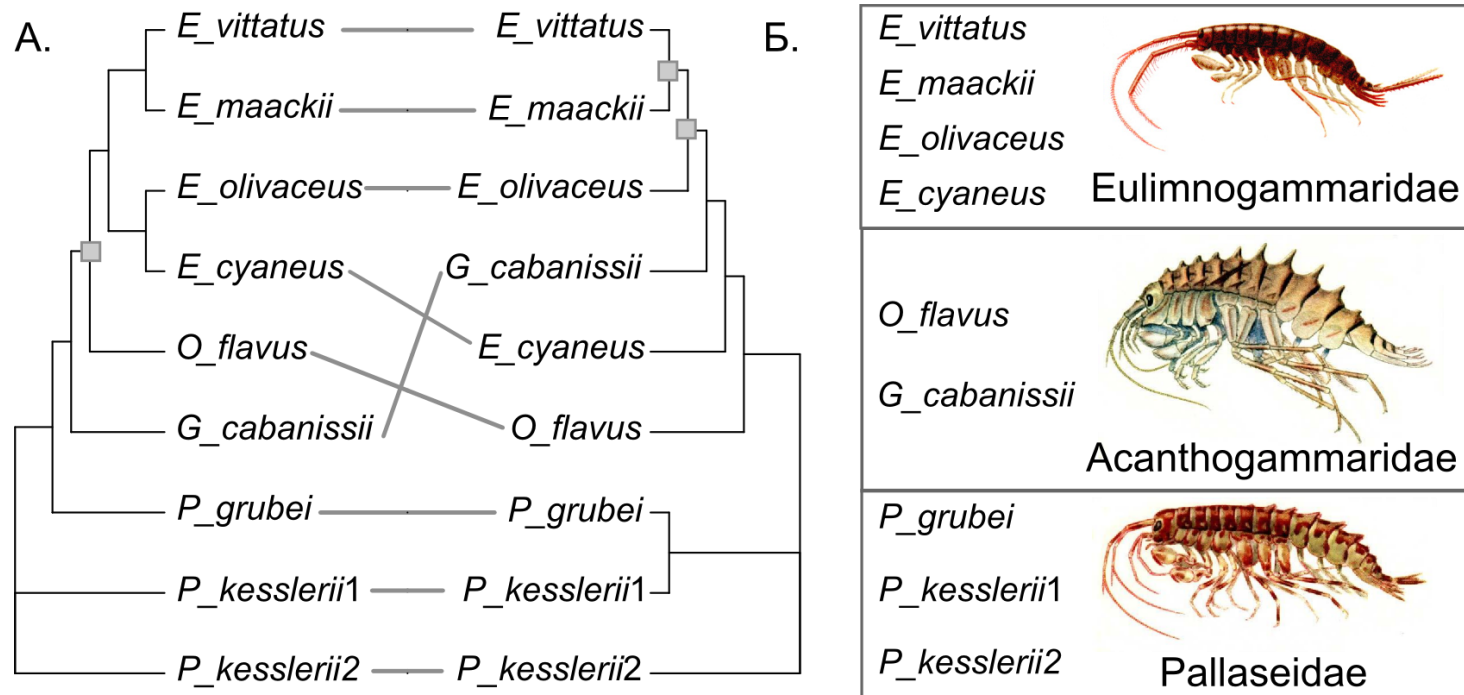 А.
E_vittatus
E_maackii
E_olivaceus
E_cyaneus
O_flavus
G_cabanissii
P_grubei
P_kesslerii1
P_kesslerii2
E_vittatus
E_maackii
E_olivaceus
G_cabanissii
E_cyaneus
O_flavus
P_grubei
P_kesslerii1
P_kesslerii2
Б.
E_vittatus
E_maackii
E_olivaceus
E_cyaneus
Eulimnogammaridae
O_flavus
G_cabanissii
Acanthogammaridae
P_grubei
P_kesslerii1
P_kesslerii2
Pallaseidae